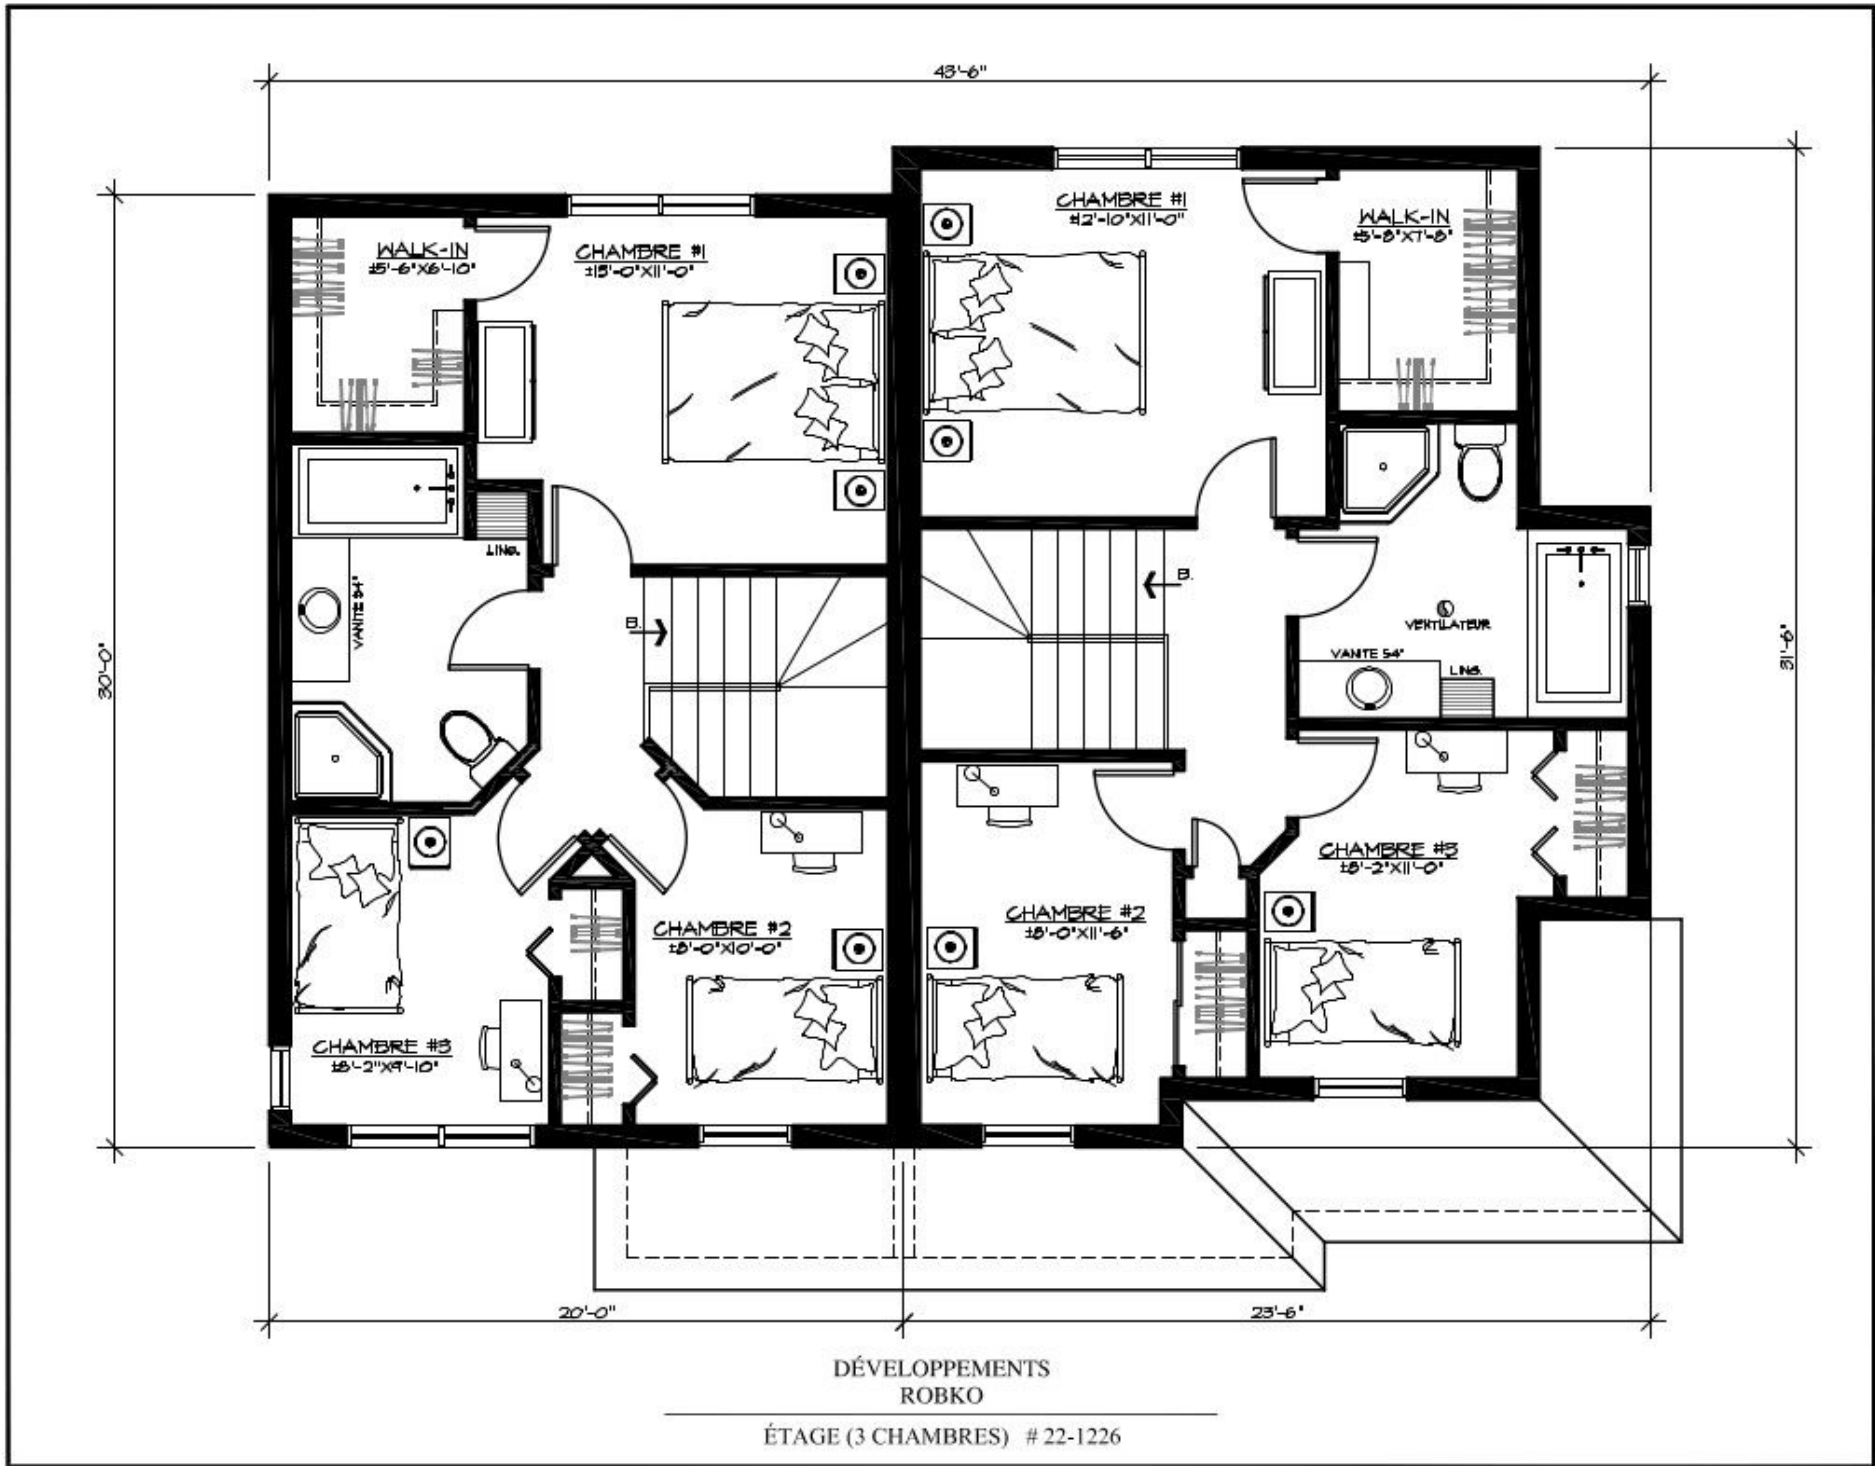 43'-6"
CHAMBRE #1
±12'-10"X11'-0"
WALK-IN
±5'-8"X7'-8"
WALK-IN
±5'-6"X6'-10"
CHAMBRE #1
±13'-0"X11'-0"
LING.
VANITE 54"
B.
B.
VENTILATEUR
VANITE 54"
LING.
30'-0"
31'-6"
CHAMBRE #3
±8'-2"X11'-0"
CHAMBRE #2
±8'-0"X11'-6"
CHAMBRE #2
±8'-0"X10'-0"
CHAMBRE #3
±8'-2"X9'-10"
20'-0"
23'-6"
DÉVELOPPEMENTS
ROBKO
ÉTAGE (3 CHAMBRES) # 22-1226